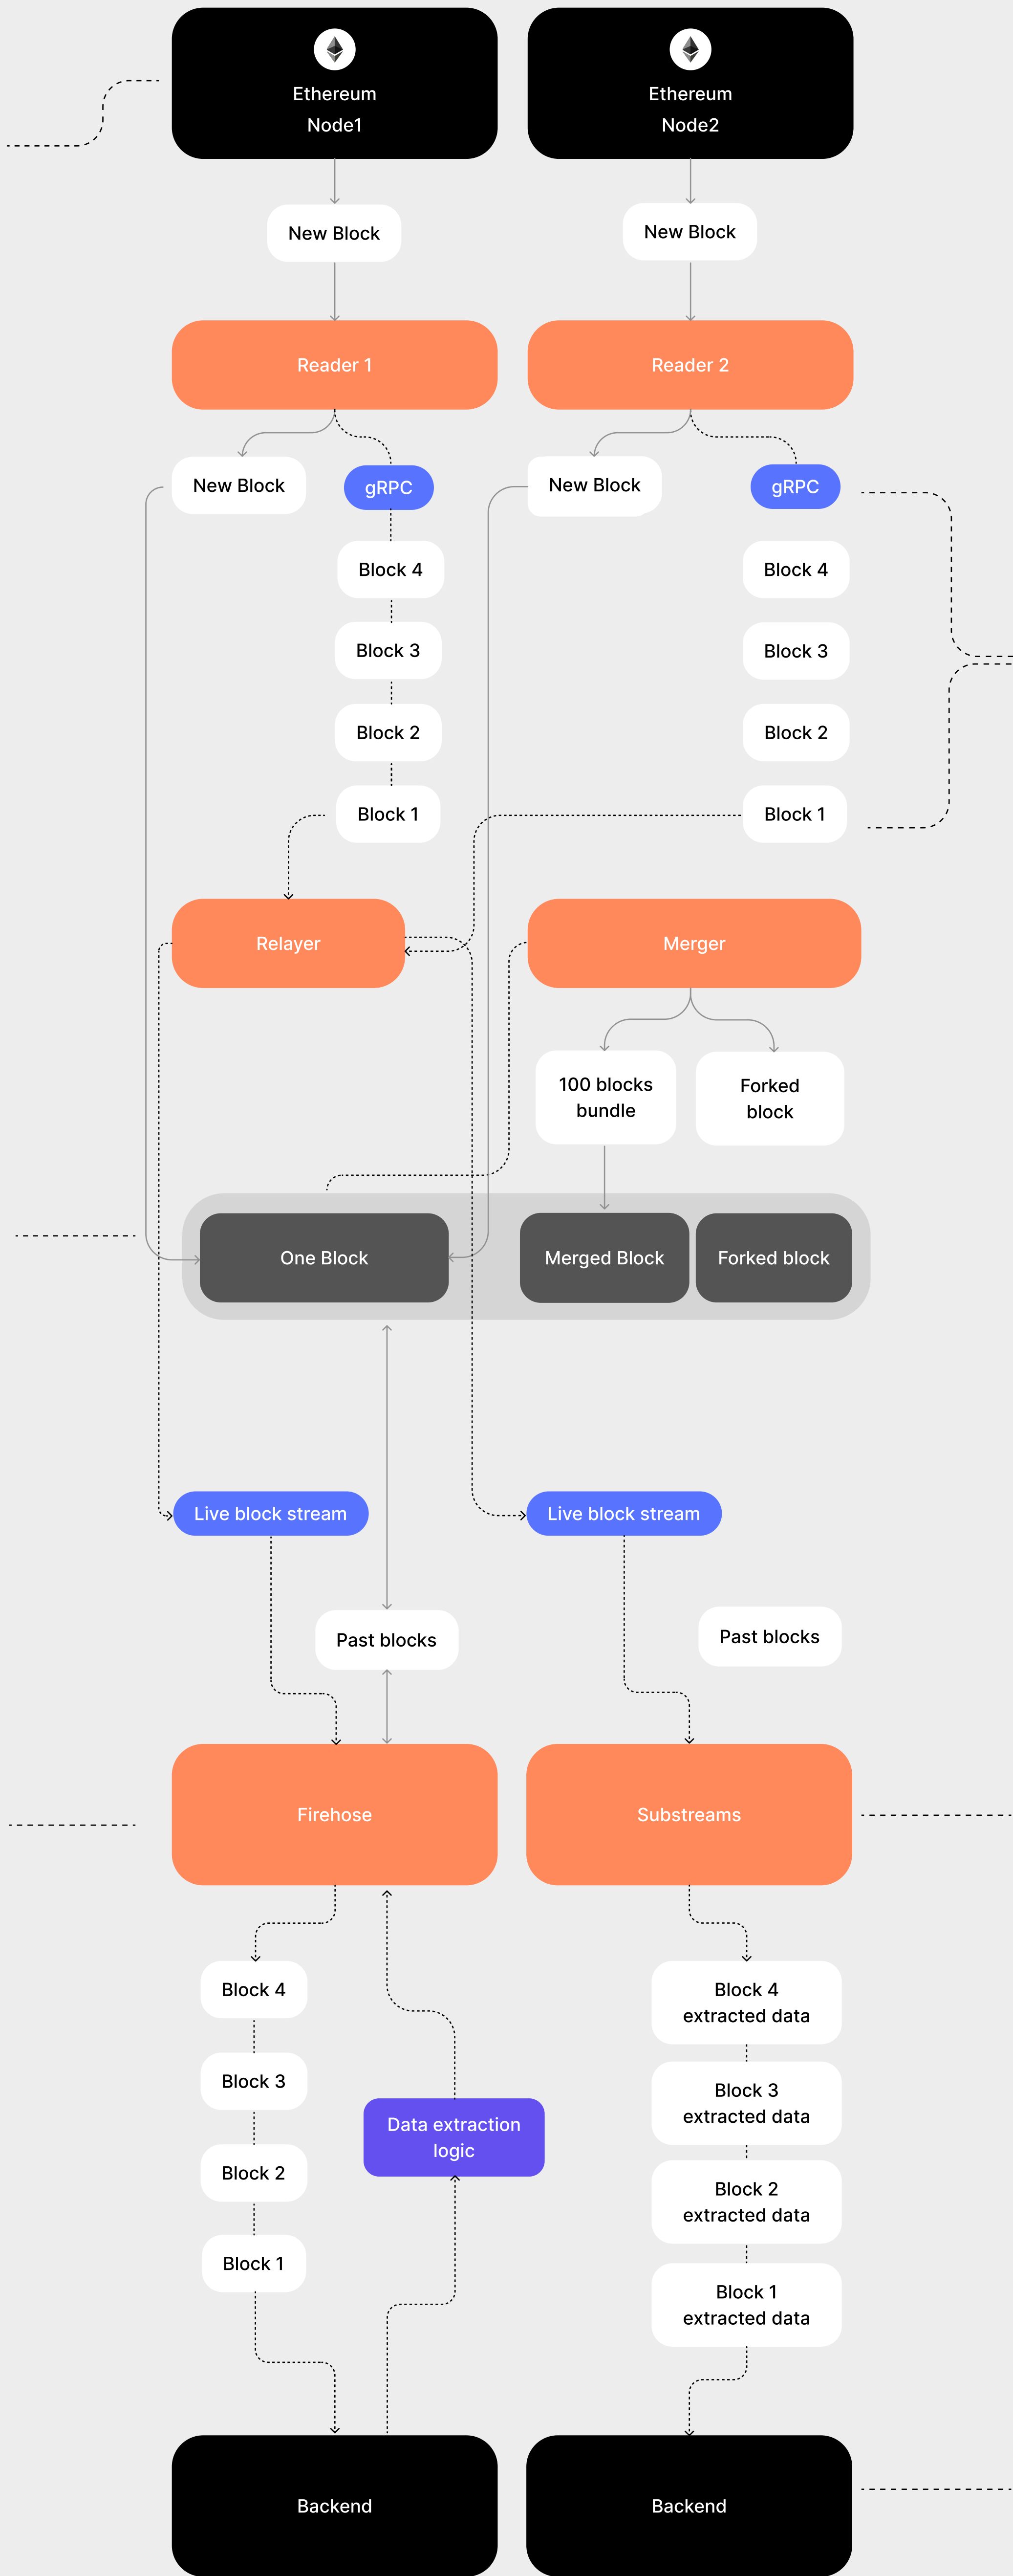 Ethereum
Node1
Ethereum
Node2
New Block
New Block
Reader 1
Reader 2
New Block
gRPC
New Block
gRPC
Block 4
Block 4
Block 3
Block 3
Block 2
Block 2
Block 1
Block 1
Relayer
Merger
100 blocks
bundle
Forked
block
One Block
Merged Block
Forked block
Live block stream
Live block stream
Past blocks
Past blocks
Firehose
Substreams
Block 4
Block 3
Block 2
Block 1
Data extraction
logic
Block 4
extracted data
Block 3
extracted data
Block 2
extracted data
Block 1
extracted data
Backend
Backend